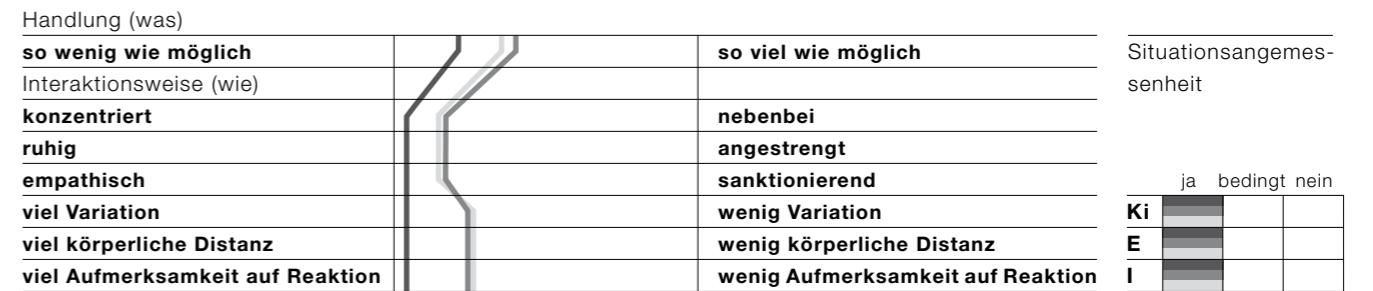 Handlung (was)
so wenig wie möglich so viel wie möglich
Interaktionsweise (wie)
konzentriert nebenbei
ruhig angestrengt
empathisch sanktionierend
viel Variation wenig Variation
viel körperliche Distanz wenig körperliche Distanz
viel Aufmerksamkeit auf Reaktion wenig Aufmerksamkeit auf Reaktion
Situationsangemes-
senheit
ja bedingt nein
Ki
E
I